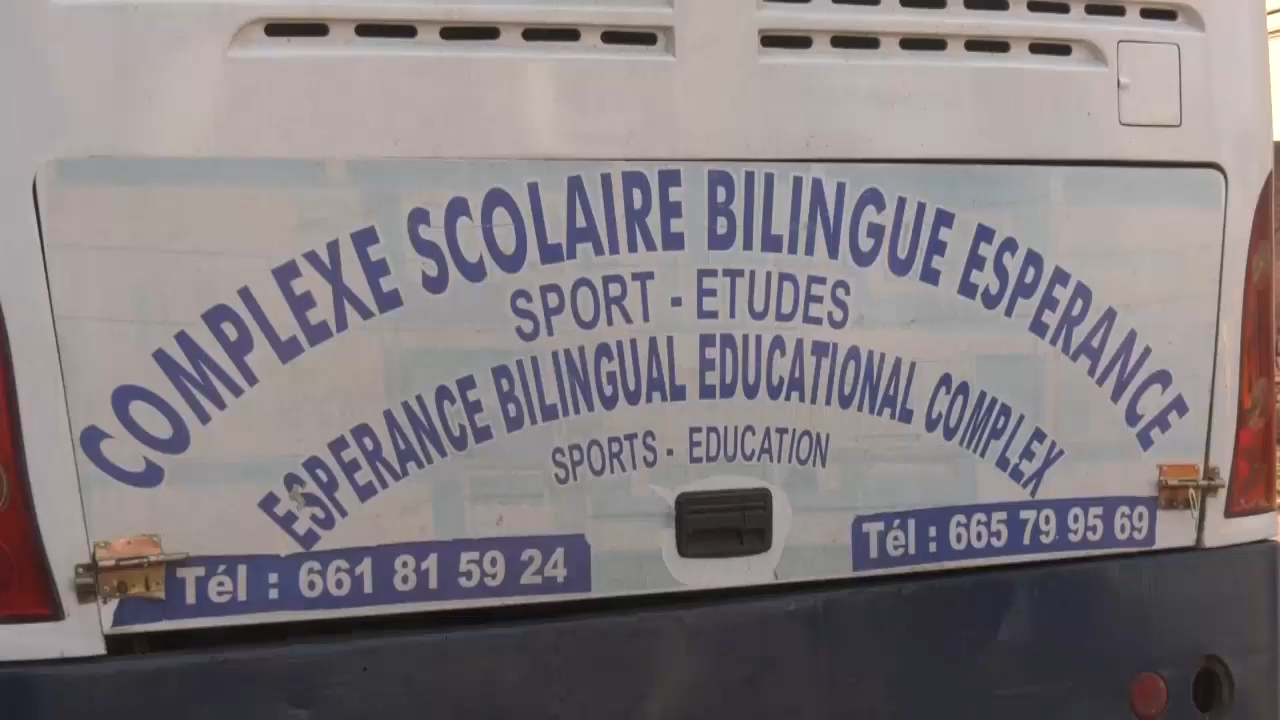 COMPLEXE SCOLAIRE BILINGUE ESPERANCE
SPORT - ETUDES
ESPERANCE BILINGUAL EDUCATIONAL COMPLEX
SPORTS - EDUCATION
Tél : 661 81 59 24
Tél : 665 79 95 69